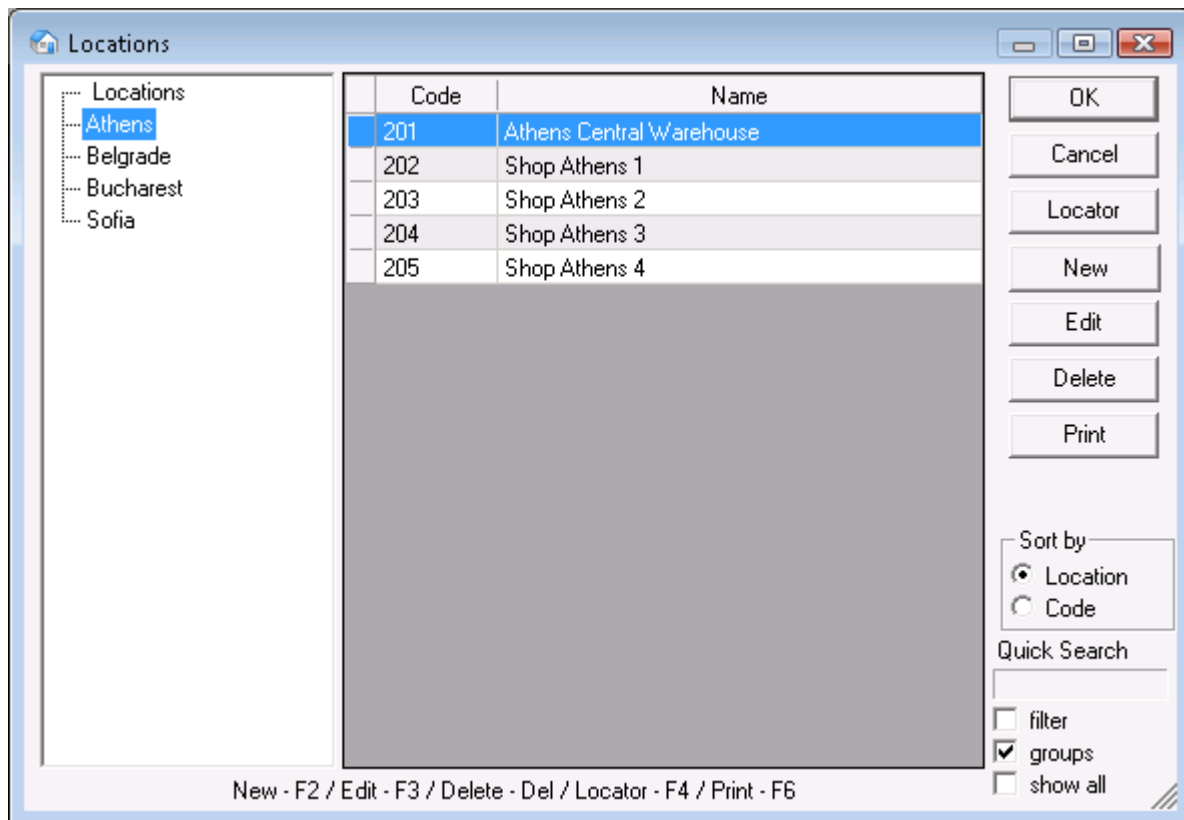 Locations
Locations
Athens
Belgrade
Bucharest
Sofia
Code Name
201 Athens Central Warehouse
202 Shop Athens 1
203 Shop Athens 2
204 Shop Athens 3
205 Shop Athens 4
OK
Cancel
Locator
New
Edit
Delete
Print
Sort by
Location
Code
Quick Search
filter
groups
show all
New - F2 / Edit - F3 / Delete - Del / Locator - F4 / Print - F6